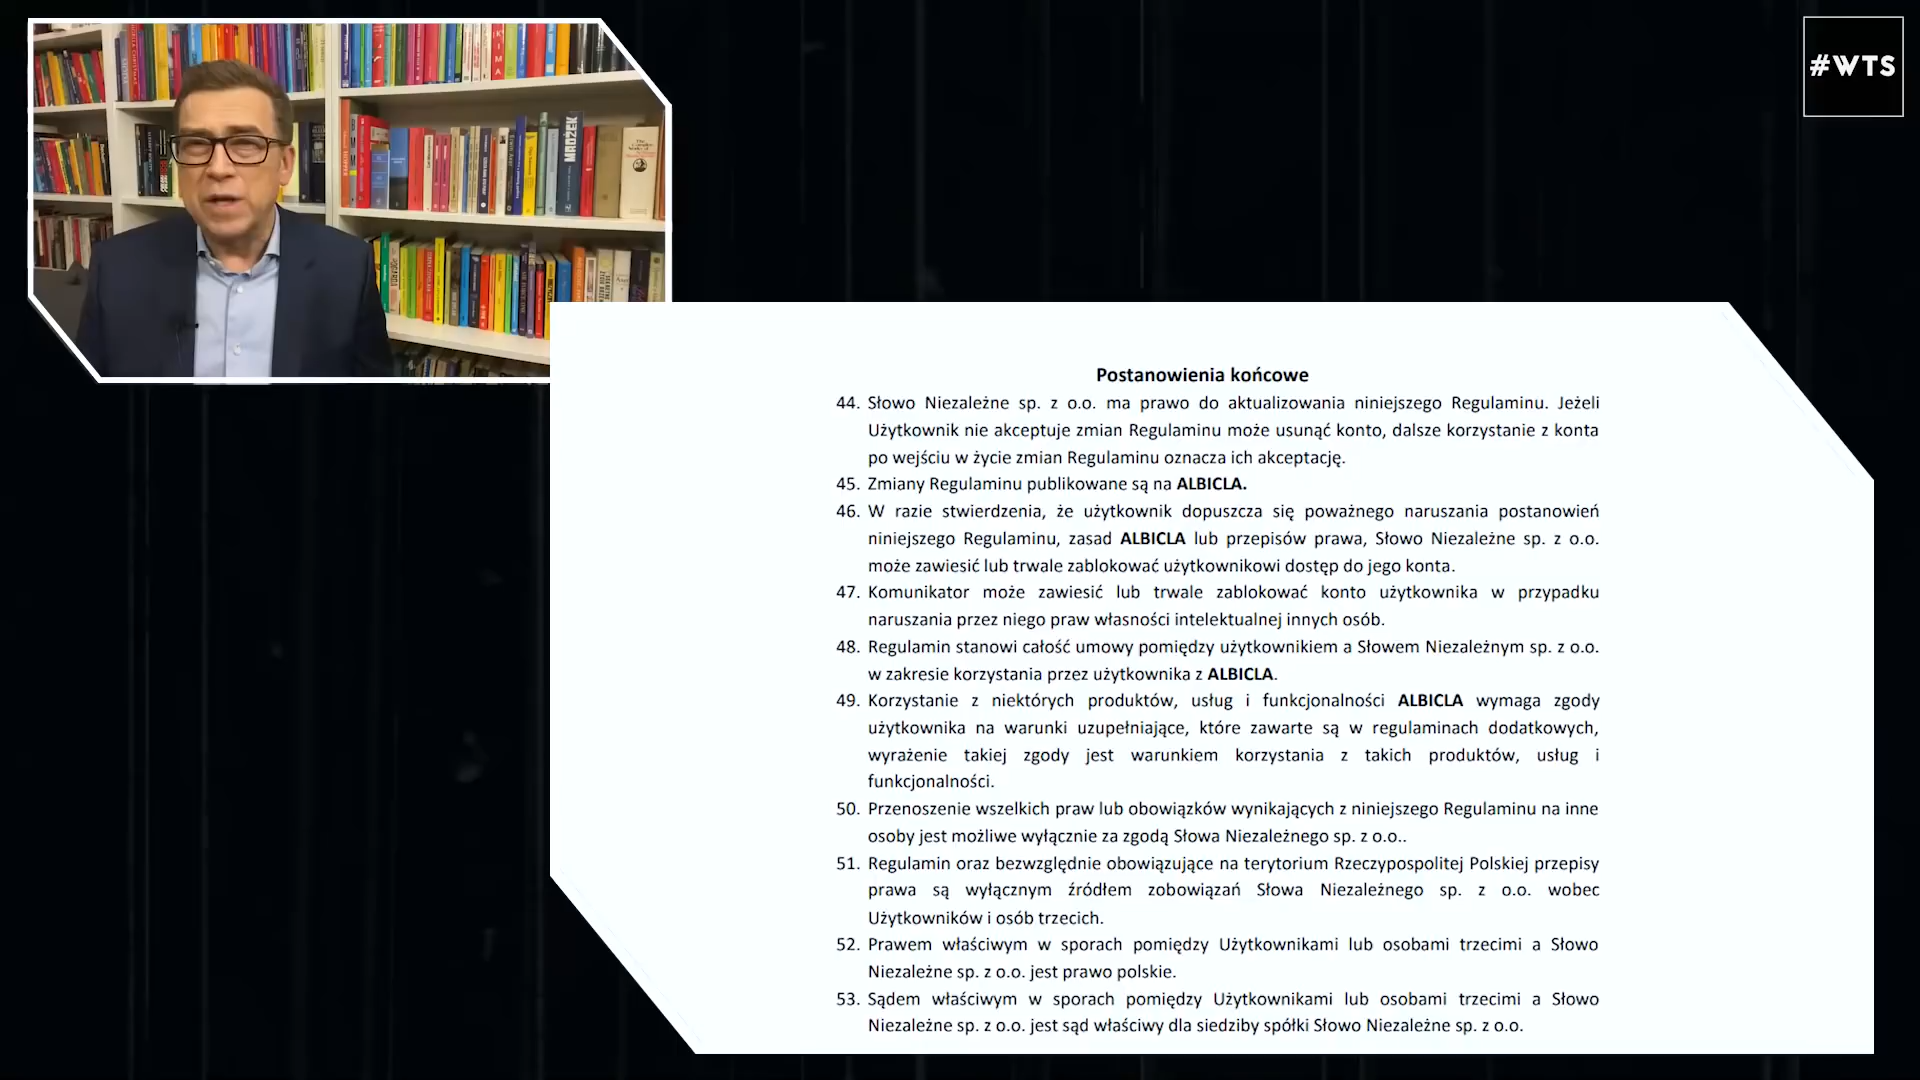 #WTS
MROŻEK
Postanowienia końcowe
44. Słowo Niezależne sp. z o.o. ma prawo do aktualizowania niniejszego Regulaminu. Jeżeli
Użytkownik nie akceptuje zmian Regulaminu może usunąć konto, dalsze korzystanie z konta
po wejściu w życie zmian Regulaminu oznacza ich akceptację.
45. Zmiany Regulaminu publikowane są na ALBICLA.
46. W razie stwierdzenia, że użytkownik dopuszcza się poważnego naruszania postanowień
niniejszego Regulaminu, zasad ALBICLA lub przepisów prawa, Słowo Niezależne sp. z o.o.
może zawiesić lub trwale zablokować użytkownikowi dostęp do jego konta.
47. Komunikator może zawiesić lub trwale zablokować konto użytkownika w przypadku
naruszania przez niego praw własności intelektualnej innych osób.
48. Regulamin stanowi całość umowy pomiędzy użytkownikiem a Słowem Niezależnym sp. z o.o.
w zakresie korzystania przez użytkownika z ALBICLA.
49. Korzystanie z niektórych produktów, usług i funkcjonalności ALBICLA wymaga zgody
użytkownika na warunki uzupełniające, które zawarte są w regulaminach dodatkowych,
wyrażenie takiej zgody jest warunkiem korzystania z takich produktów, usług i
funkcjonalności.
50. Przenoszenie wszelkich praw lub obowiązków wynikających z niniejszego Regulaminu na inne
osoby jest możliwe wyłącznie za zgodą Słowa Niezależnego sp. z o.o..
51. Regulamin oraz bezwzględnie obowiązujące na terytorium Rzeczypospolitej Polskiej przepisy
prawa są wyłącznym źródłem zobowiązań Słowa Niezależnego sp. z o.o. wobec
Użytkowników i osób trzecich.
52. Prawem właściwym w sporach pomiędzy Użytkownikami lub osobami trzecimi a Słowo
Niezależne sp. z o.o. jest prawo polskie.
53. Sądem właściwym w sporach pomiędzy Użytkownikami lub osobami trzecimi a Słowo
Niezależne sp. z o.o. jest sąd właściwy dla siedziby spółki Słowo Niezależne sp. z o.o.